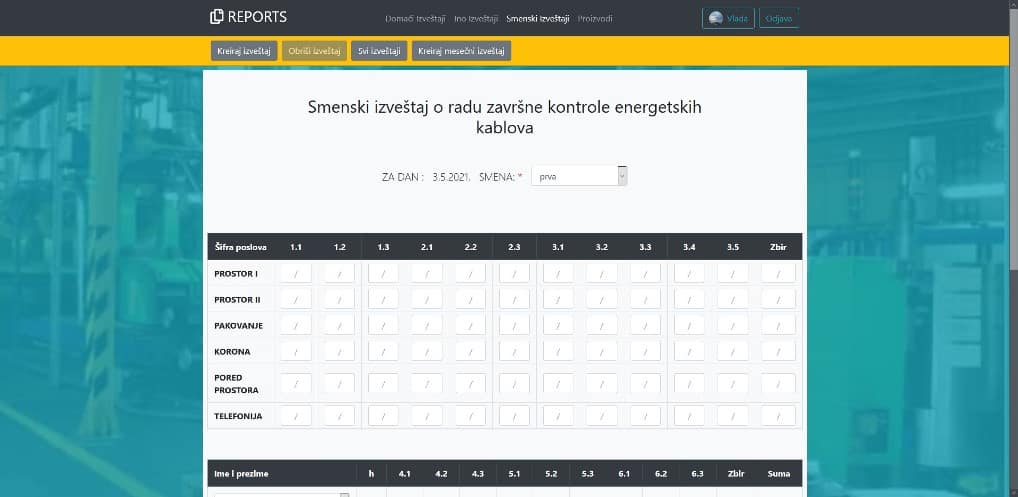 REPORTS
Domaći Izveštaji Ino Izveštaji Smenski Izveštaji Proizvodi
Vlada Odjava
Kreiraj izveštaj Obriši izveštaj Svi izveštaji Kreiraj mesečni izveštaj
Smenski izveštaj o radu završne kontrole energetskih
kablova
ZA DAN : 3.5.2021. SMENA: * prva
Šifra poslova 1.1 1.2 1.3 2.1 2.2 2.3 3.1 3.2 3.3 3.4 3.5 Zbir
PROSTOR I / / / / / / / / / / / /
PROSTOR II / / / / / / / / / / / /
PAKOVANJE / / / / / / / / / / / /
KORONA / / / / / / / / / / / /
PORED
PROSTORA / / / / / / / / / / / /
TELEFONIJA / / / / / / / / / / / /
Ime i prezime h 4.1 4.2 4.3 5.1 5.2 5.3 6.1 6.2 6.3 Zbir Suma